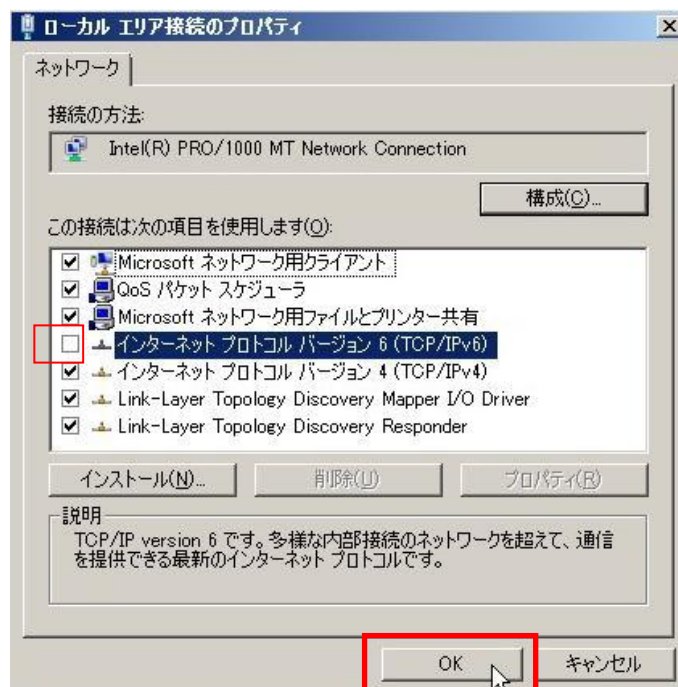 ローカル エリア接続のプロパティ
ネットワーク
接続の方法:
Intel(R) PRO/1000 MT Network Connection
構成(C)...
この接続は次の項目を使用します(O):
Microsoft ネットワーク用クライアント
QoS パケット スケジューラ
Microsoft ネットワーク用ファイルとプリンター共有
インターネット プロトコル バージョン 6 (TCP/IPv6)
インターネット プロトコル バージョン 4 (TCP/IPv4)
Link-Layer Topology Discovery Mapper I/O Driver
Link-Layer Topology Discovery Responder
インストール(N)... 削除(U) プロパティ(R)
説明
TCP/IP version 6 です。多様な内部接続のネットワークを超えて、通信
を提供できる最新のインターネット プロトコルです。
OK キャンセル